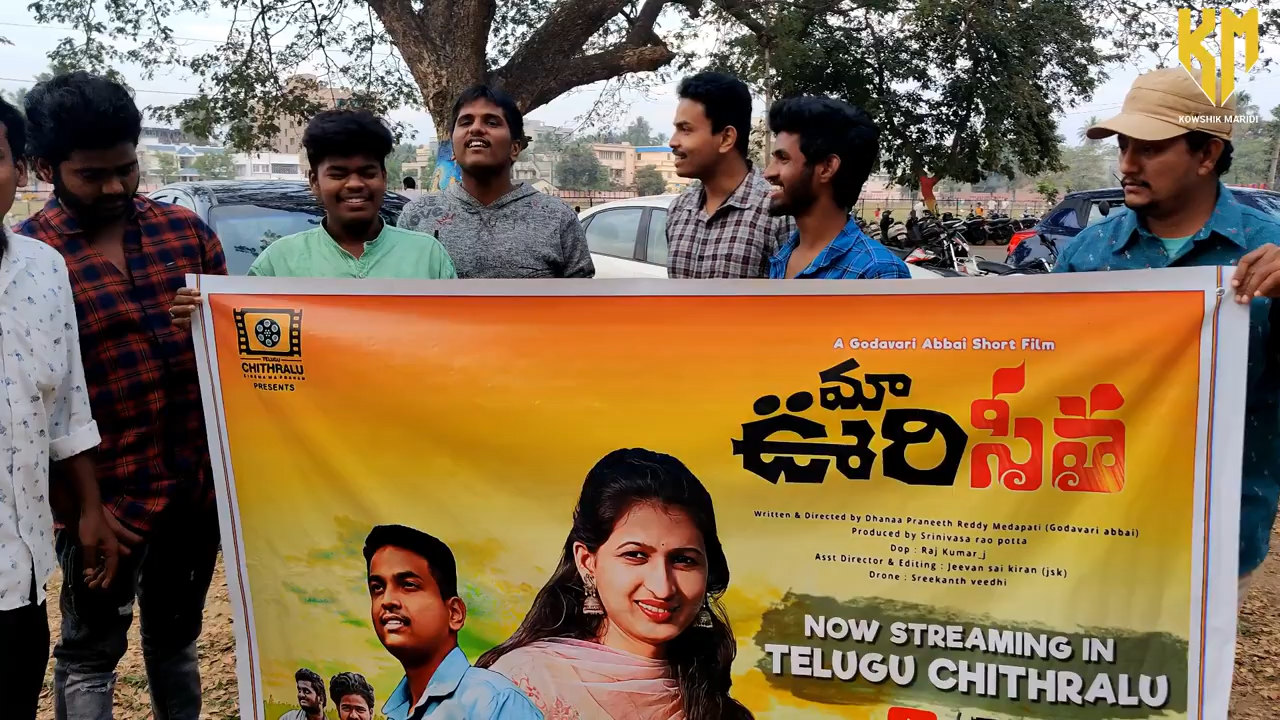 KM
KOWSHIK MARIDI
TELUGU
CHITHRALU
PRESENTS
A Godavari Abbai Short Film
మా
ఊరి సీత
Written & Directed by Dhanaa Praneeth Reddy Medapati (Godavari abbai)
Produced by Srinivasa rao potta
Dop : Raj Kumar_j
Asst Director & Editing : Jeevan sai kiran (jsk)
Drone : Sreekanth veedhi
NOW STREAMING IN
TELUGU CHITHRALU